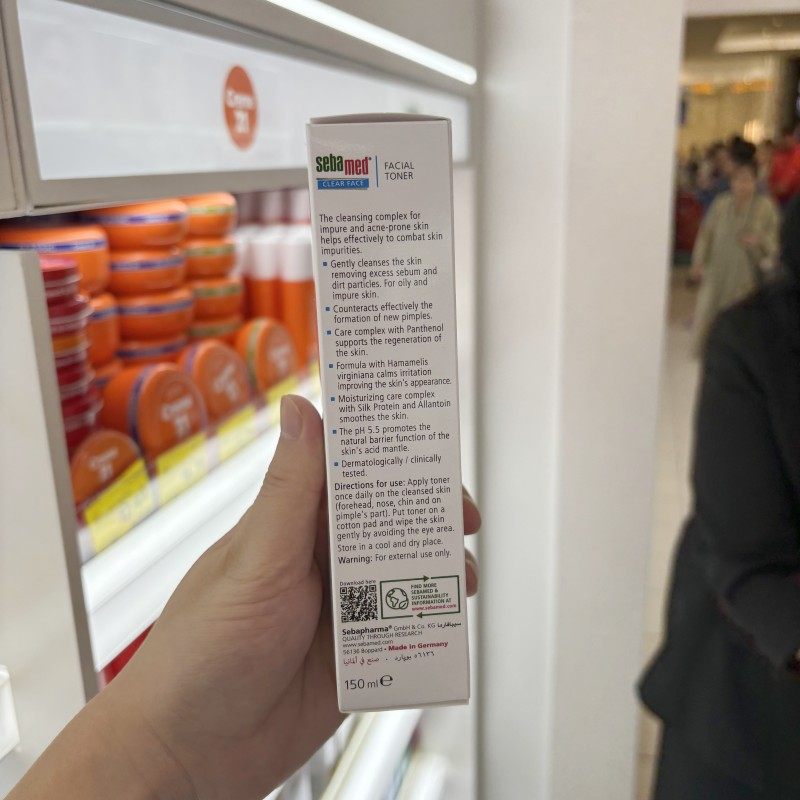 Creme
21
sebamed®
CLEAR FACE
FACIAL
TONER
The cleansing complex for
impure and acne-prone skin
helps effectively to combat skin
impurities.
Gently cleanses the skin
removing excess sebum and
dirt particles. For oily and
impure skin.
Counteracts effectively the
formation of new pimples.
Care complex with Panthenol
supports the regeneration of
the skin.
Formula with Hamamelis
virginiana calms irritation
improving the skin's appearance.
Moisturizing care complex
with Silk Protein and Allantoin
smoothes the skin.
The pH 5.5 promotes the
natural barrier function of the
skin's acid mantle.
Dermatologically / clinically
tested.
Directions for use: Apply toner
once daily on the cleansed skin
(forehead, nose, chin and on
pimple's part). Put toner on a
cotton pad and wipe the skin
gently by avoiding the eye area.
Store in a cool and dry place.
Warning: For external use only.
Download here
FIND MORE
SEBAMED &
SUSTAINABILITY
INFORMATION AT
www.sebamed.com
Sebapharma® GmbH & Co. KG سيبافارما
QUALITY THROUGH RESEARCH
www.sebamed.com
56136 Boppard • Made in Germany
٥٦١٣٦ بوبارد • صنع في ألمانيا
150 ml ℮